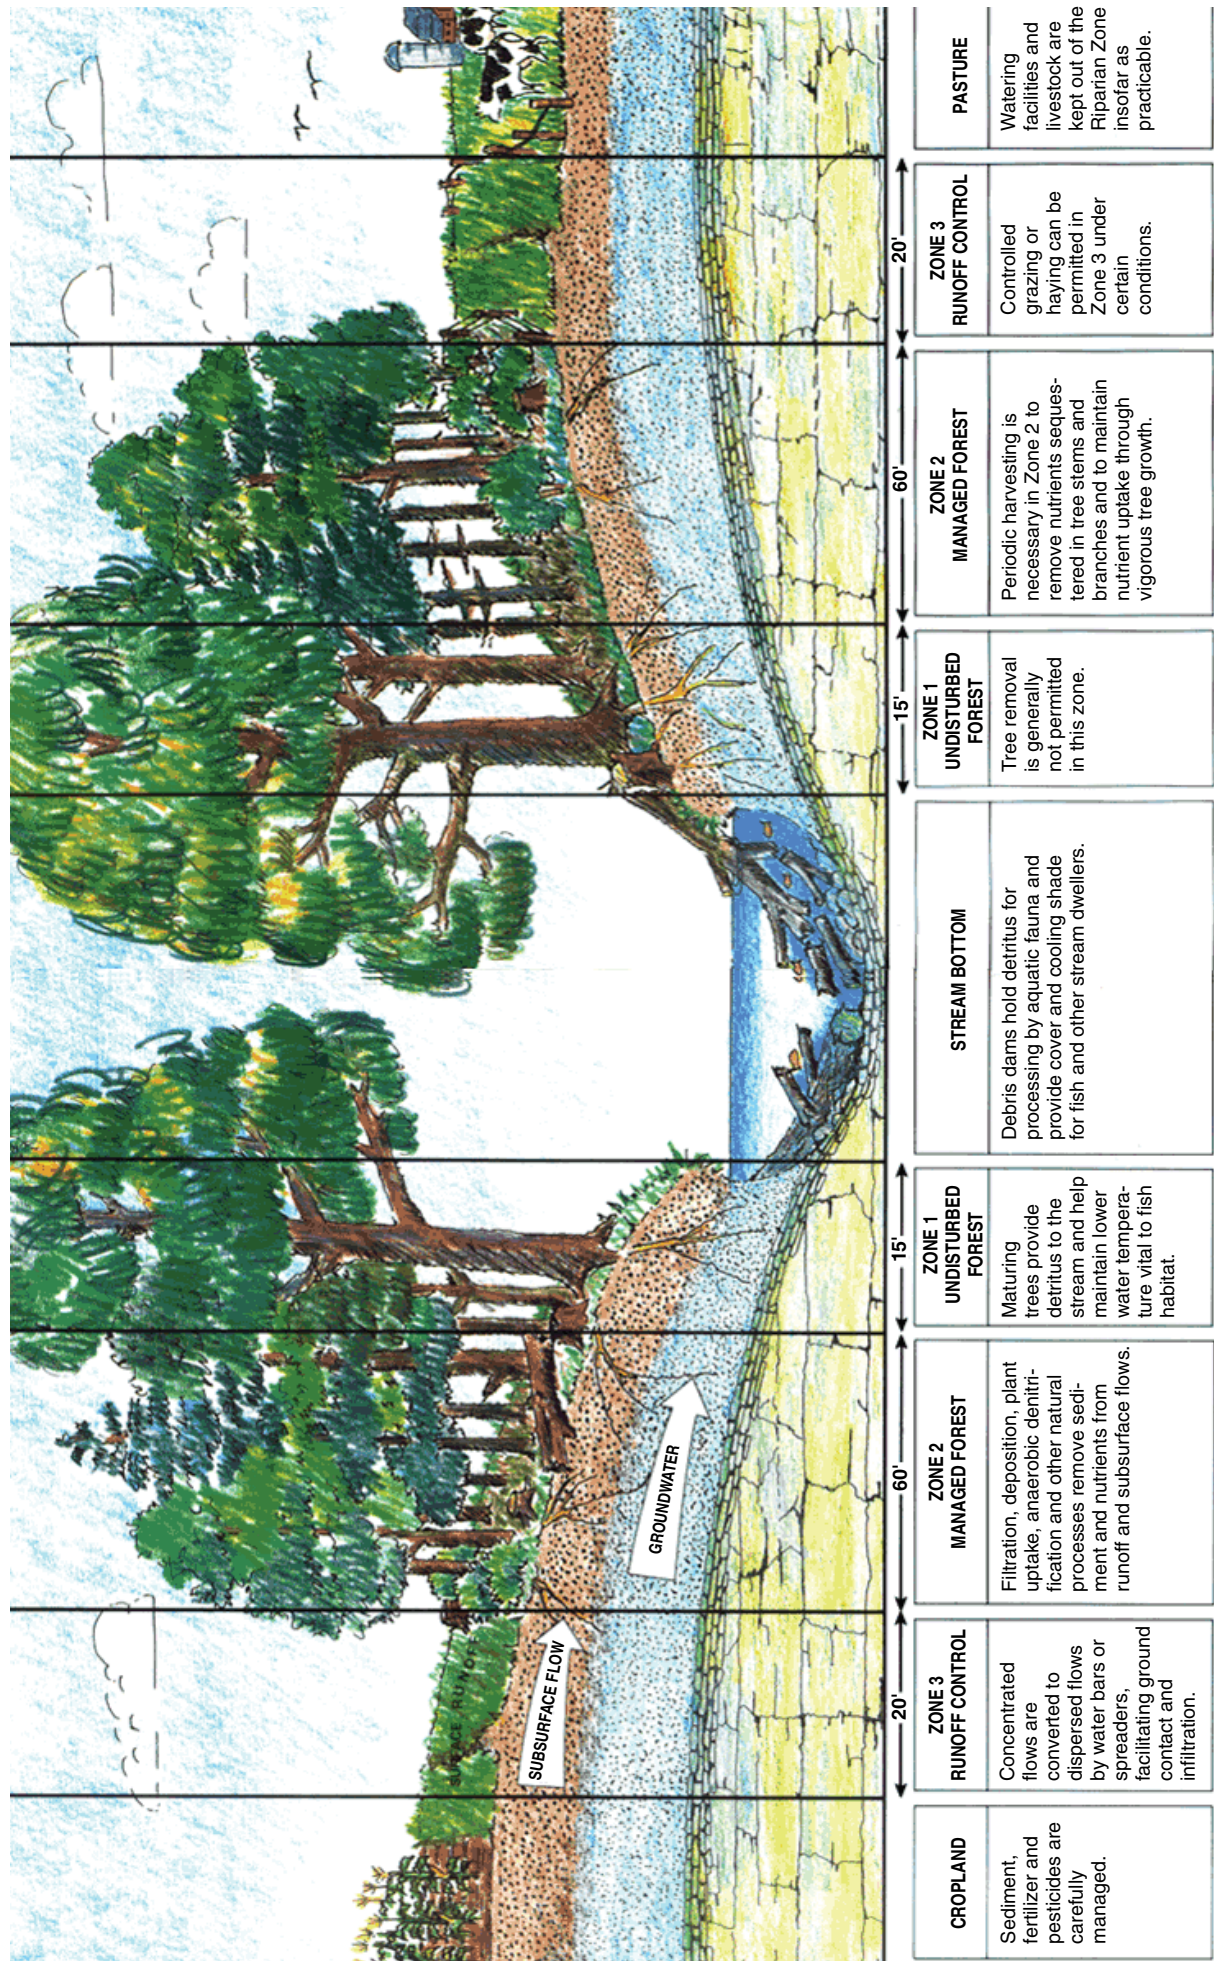 SURFACE RUNOFF
SUBSURFACE FLOW
GROUNDWATER
20'
60'
15'
15'
60'
20'
CROPLAND
Sediment,
fertilizer and
pesticides are
carefully
managed.
ZONE 3
RUNOFF CONTROL
Concentrated
flows are
converted to
dispersed flows
by water bars or
spreaders,
facilitating ground
contact and
infiltration.
ZONE 2
MANAGED FOREST
Filtration, deposition, plant
uptake, anaerobic denitri-
fication and other natural
processes remove sedi-
ment and nutrients from
runoff and subsurface flows.
ZONE 1
UNDISTURBED
FOREST
Maturing
trees provide
detritus to the
stream and help
maintain lower
water tempera-
ture vital to fish
habitat.
STREAM BOTTOM
Debris dams hold detritus for
processing by aquatic fauna and
provide cover and cooling shade
for fish and other stream dwellers.
ZONE 1
UNDISTURBED
FOREST
Tree removal
is generally
not permitted
in this zone.
ZONE 2
MANAGED FOREST
Periodic harvesting is
necessary in Zone 2 to
remove nutrients seques-
tered in tree stems and
branches and to maintain
nutrient uptake through
vigorous tree growth.
ZONE 3
RUNOFF CONTROL
Controlled
grazing or
haying can be
permitted in
Zone 3 under
certain
conditions.
PASTURE
Watering
facilities and
livestock are
kept out of the
Riparian Zone
insofar as
practicable.